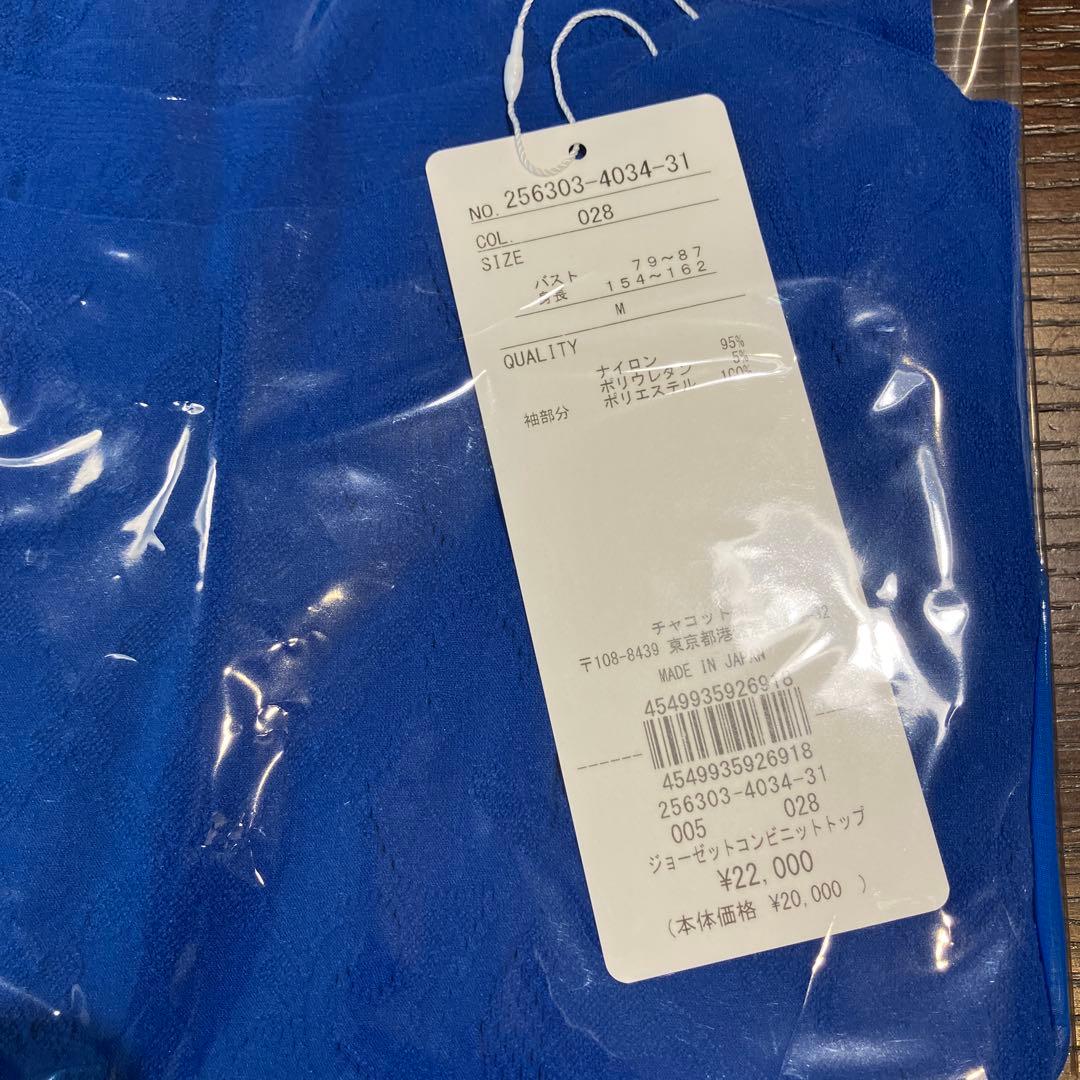 NO. 256303-4034-31
COL. 028
SIZE
バスト 79~87
身長 154~162
M
QUALITY
ナイロン 95%
ポリウレタン 5%
袖部分 ポリエステル 100%
チャコット
〒108-8439 東京都港
MADE IN JAPAN
4549935926918
4549935926918
256303-4034-31
005 028
ジョーゼットコンビニットトップ
¥22,000
(本体価格 ¥20,000 )